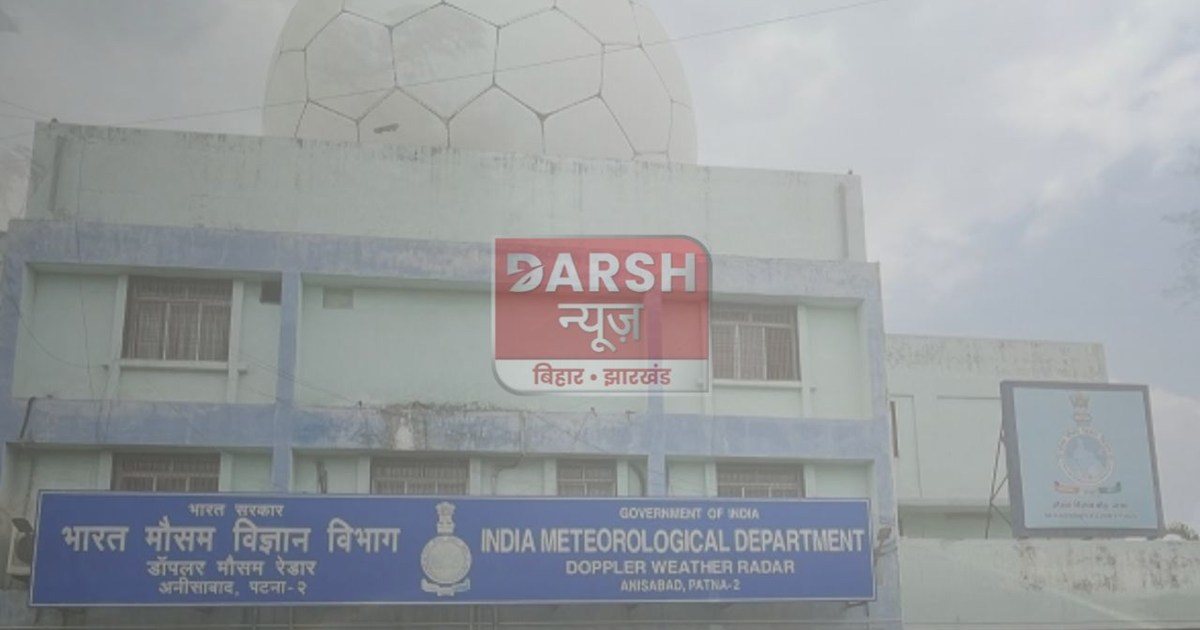 DARSH
न्यूज़
बिहार • झारखंड
भारत सरकार
भारत मौसम विज्ञान विभाग
डॉपलर मौसम रेडार
अनीसाबाद, पटना-२
GOVERNMENT OF INDIA
INDIA METEOROLOGICAL DEPARTMENT
DOPPLER WEATHER RADAR
ANISABAD, PATNA-2